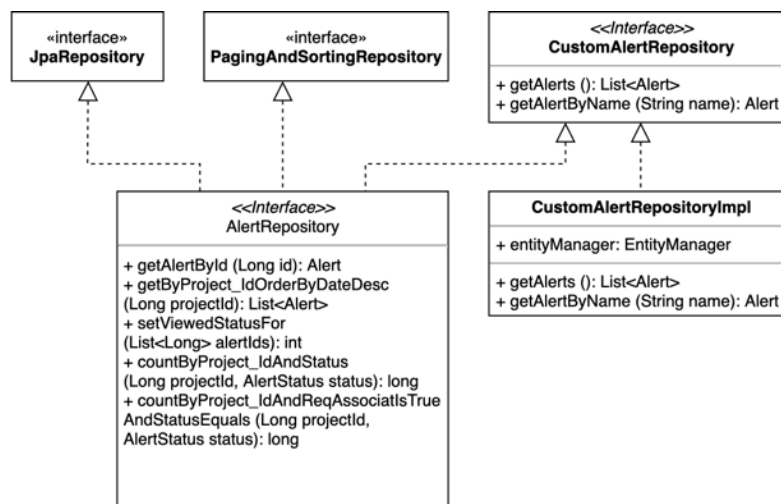 «interface»
JpaRepository
«interface»
PagingAndSortingRepository
<<Interface>>
CustomAlertRepository
+ getAlerts (): List<Alert>
+ getAlertByName (String name): Alert
<<Interface>>
AlertRepository
+ getAlertById (Long id): Alert
+ getByProject_IdOrderByDateDesc
(Long projectId): List<Alert>
+ setViewedStatusFor
(List<Long> alertIds): int
+ countByProject_IdAndStatus
(Long projectId, AlertStatus status): long
+ countByProject_IdAndReqAssociatIsTrue
AndStatusEquals (Long projectId,
AlertStatus status): long
CustomAlertRepositoryImpl
+ entityManager: EntityManager
+ getAlerts (): List<Alert>
+ getAlertByName (String name): Alert